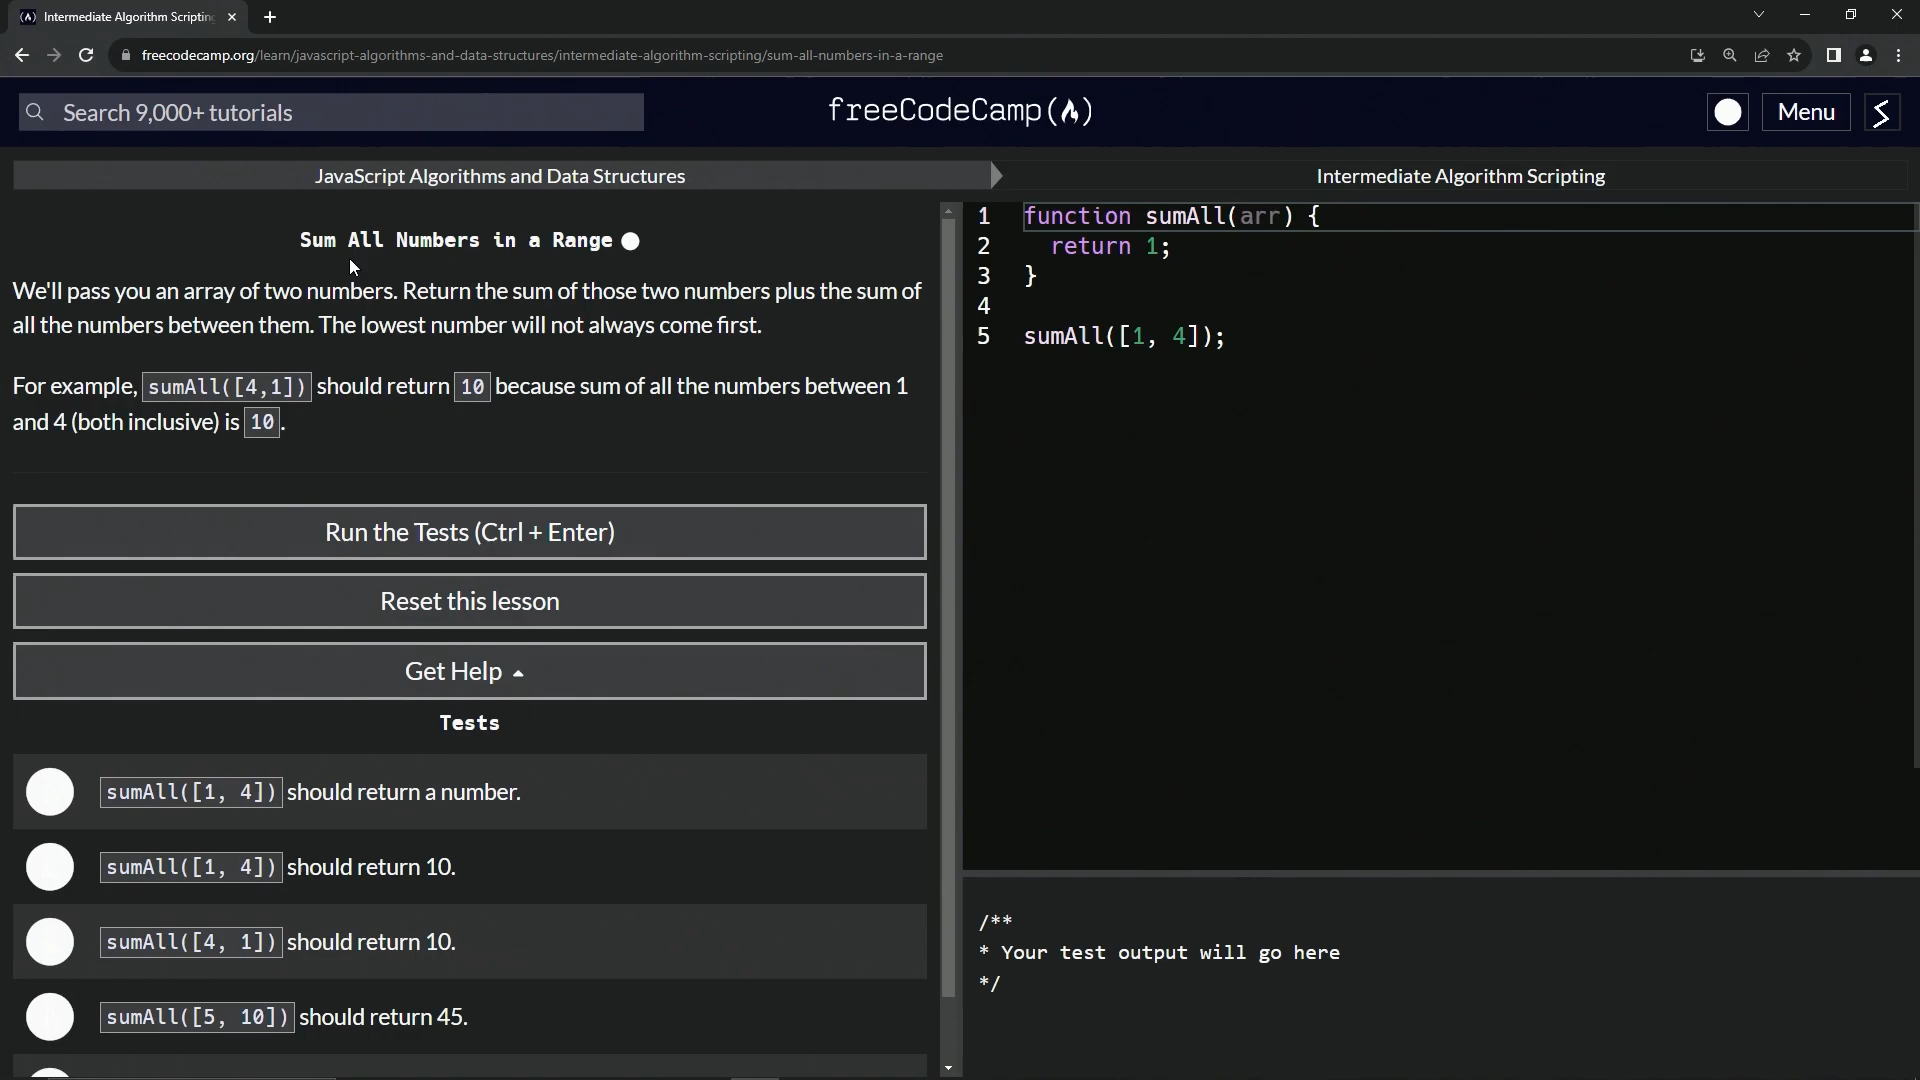 Intermediate Algorithm Scripting
freecodecamp.org/learn/javascript-algorithms-and-data-structures/intermediate-algorithm-scripting/sum-all-numbers-in-a-range
Search 9,000+ tutorials
freeCodeCamp(🔥)
Menu
JavaScript Algorithms and Data Structures
Intermediate Algorithm Scripting
Sum All Numbers in a Range
We'll pass you an array of two numbers. Return the sum of those two numbers plus the sum of
all the numbers between them. The lowest number will not always come first.
For example, sumAll([4,1]) should return 10 because sum of all the numbers between 1
and 4 (both inclusive) is 10.
Run the Tests (Ctrl + Enter)
Reset this lesson
Get Help
Tests
sumAll([1, 4]) should return a number.
sumAll([1, 4]) should return 10.
sumAll([4, 1]) should return 10.
sumAll([5, 10]) should return 45.
1 function sumAll(arr) {
2 return 1;
3 }
4
5 sumAll([1, 4]);
/**
* Your test output will go here
*/